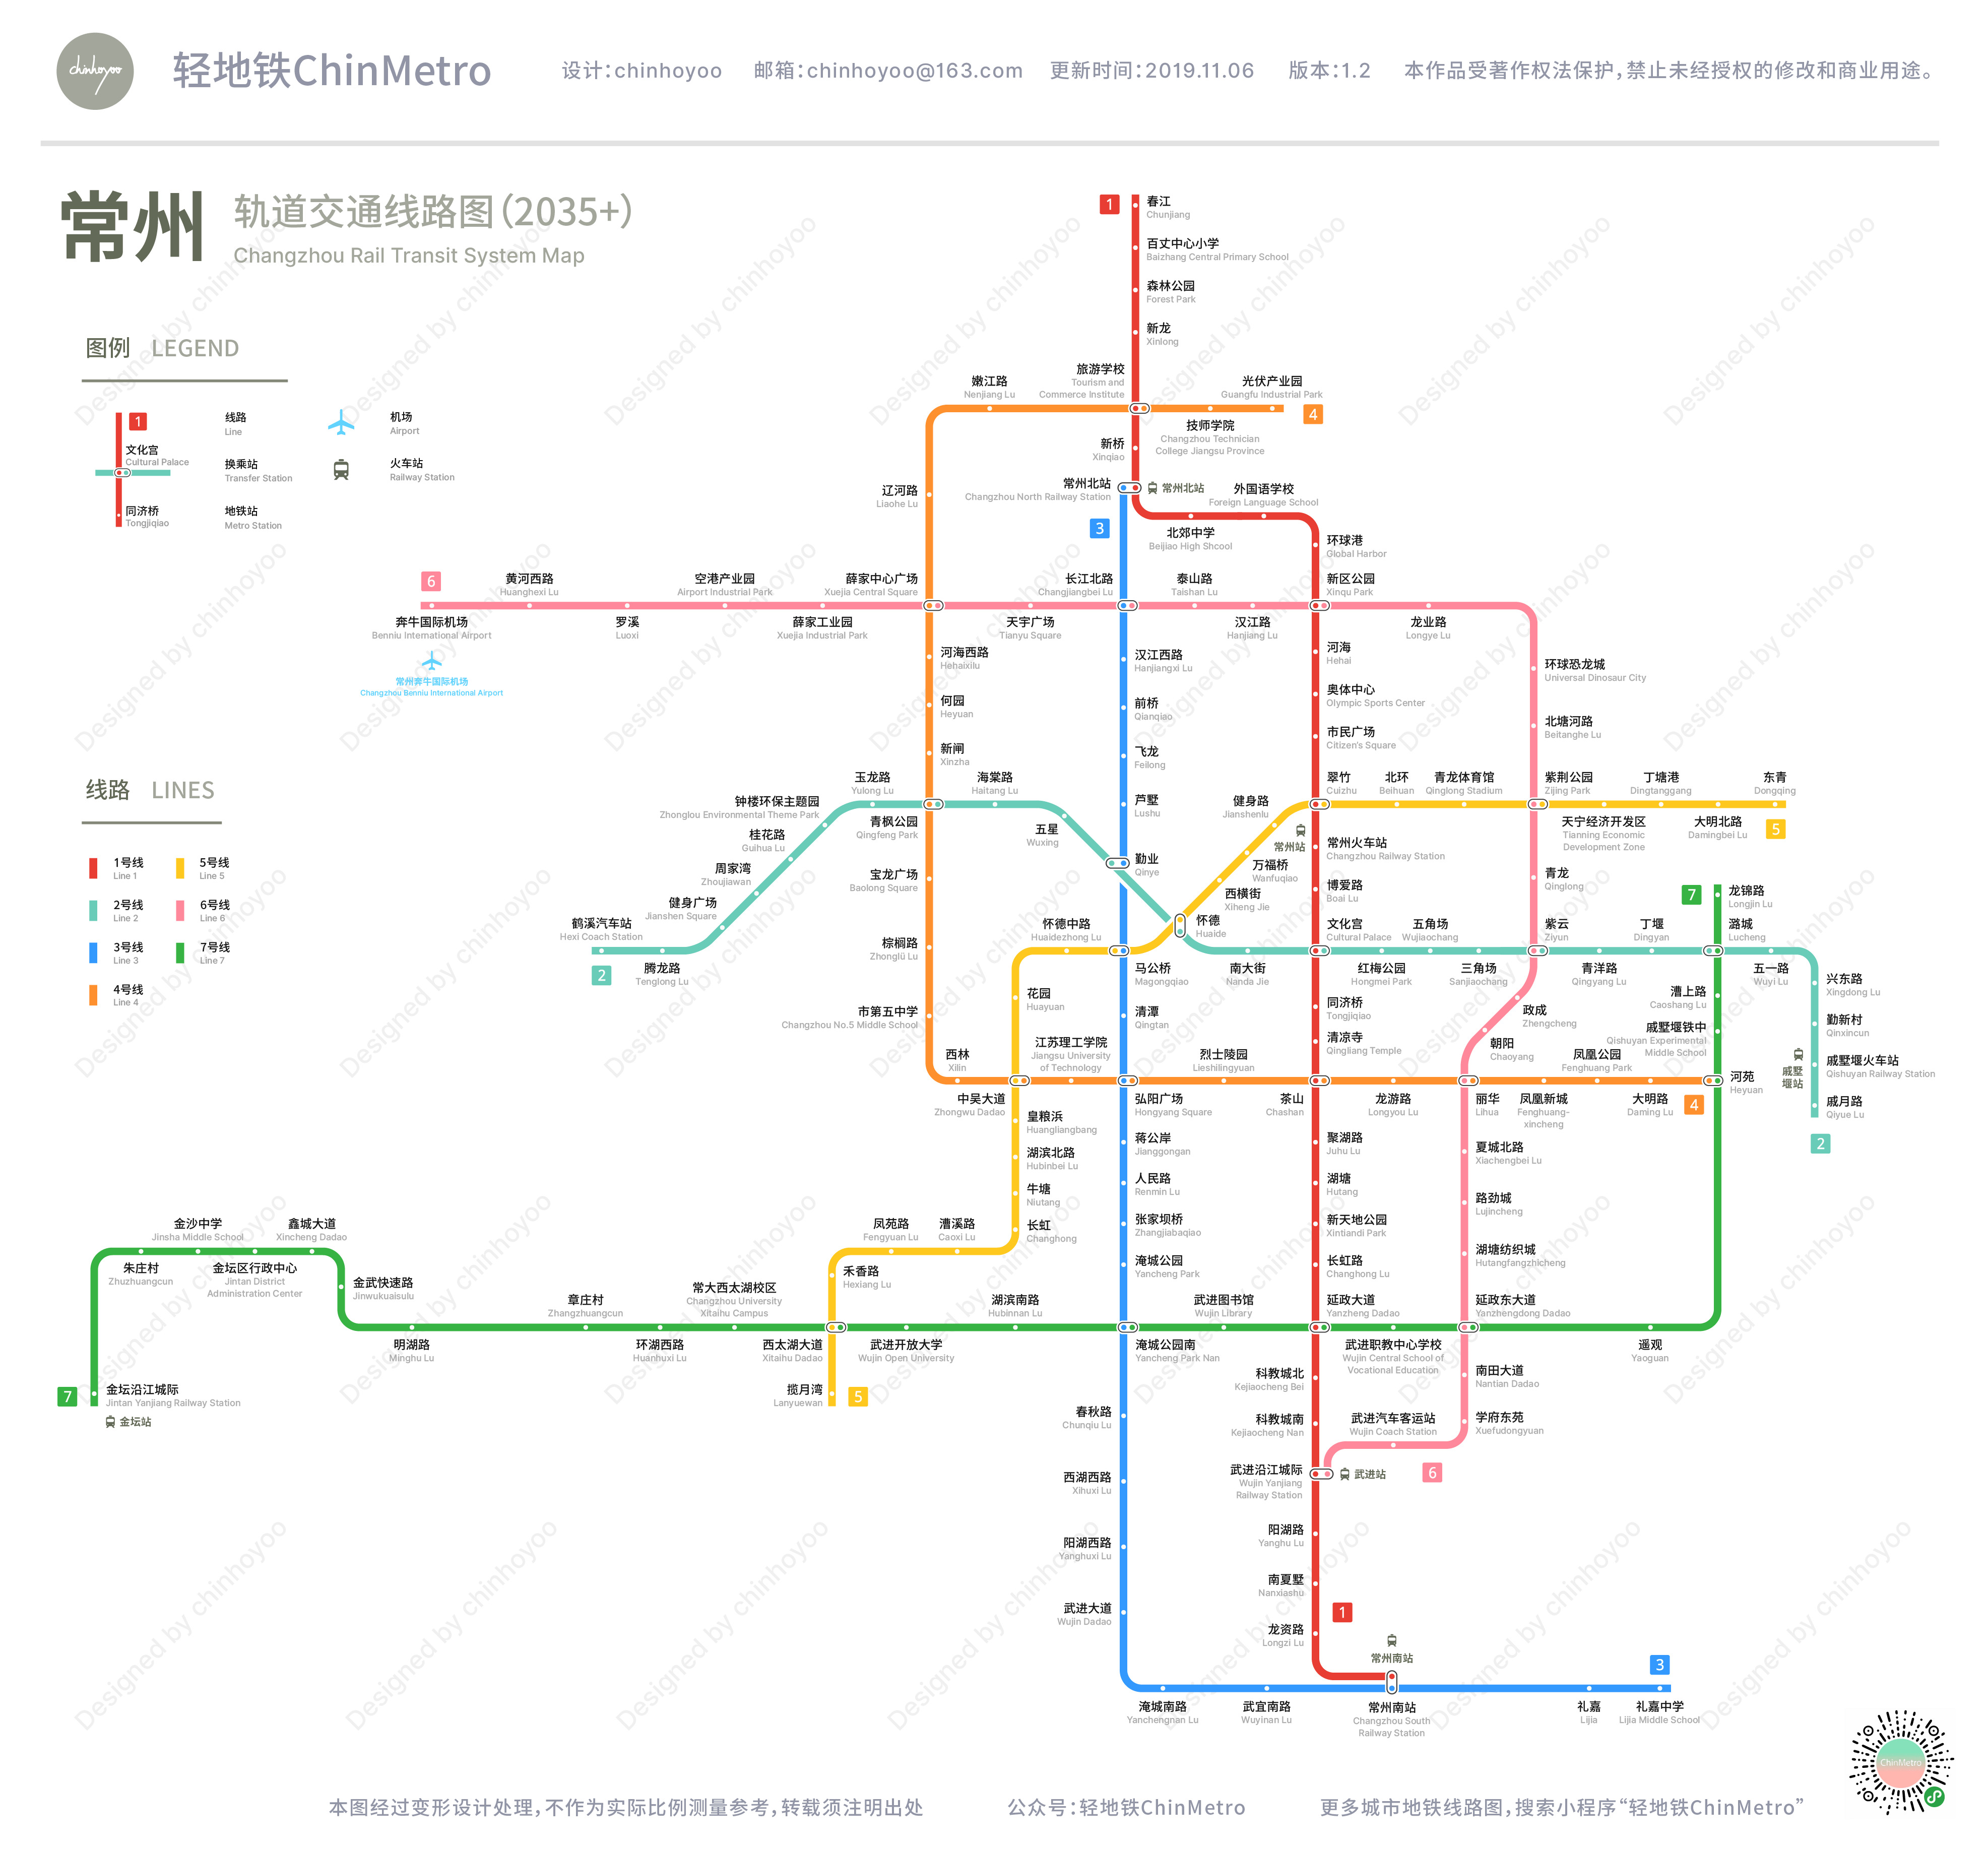 chinhoyoo
轻地铁ChinMetro
设计：chinhoyoo
邮箱：chinhoyoo@163.com
更新时间：2019.11.06
版本：1.2
本作品受著作权法保护，禁止未经授权的修改和商业用途。
常州
轨道交通线路图（2035+）
Changzhou Rail Transit System Map
图例 LEGEND
1
文化宫
Cultural Palace
同济桥
Tongjiqiao
线路
Line
换乘站
Transfer Station
地铁站
Metro Station
机场
Airport
火车站
Railway Station
线路 LINES
1号线
Line 1
2号线
Line 2
3号线
Line 3
4号线
Line 4
5号线
Line 5
6号线
Line 6
7号线
Line 7
1
春江
Chunjiang
百丈中心小学
Baizhang Central Primary School
森林公园
Forest Park
新龙
Xinlong
旅游学校
Tourism and
Commerce Institute
嫩江路
Nenjiang Lu
光伏产业园
Guangfu Industrial Park
4
技师学院
Changzhou Technician
College Jiangsu Province
新桥
Xinqiao
常州北站
Changzhou North Railway Station
常州北站
外国语学校
Foreign Language School
3
北郊中学
Beijiao High Shcool
辽河路
Liaohe Lu
环球港
Global Harbor
6
黄河西路
Huanghexi Lu
空港产业园
Airport Industrial Park
薛家中心广场
Xuejia Central Square
长江北路
Changjiangbei Lu
泰山路
Taishan Lu
新区公园
Xinqu Park
奔牛国际机场
Benniu International Airport
常州奔牛国际机场
Changzhou Benniu International Airport
罗溪
Luoxi
薛家工业园
Xuejia Industrial Park
天宇广场
Tianyu Square
汉江路
Hanjiang Lu
龙业路
Longye Lu
河海西路
Hehaixilu
汉江西路
Hanjiangxi Lu
河海
Hehai
环球恐龙城
Universal Dinosaur City
何园
Heyuan
前桥
Qianqiao
奥体中心
Olympic Sports Center
北塘河路
Beitanghe Lu
新闸
Xinzha
飞龙
Feilong
市民广场
Citizen's Square
玉龙路
Yulong Lu
海棠路
Haitang Lu
翠竹
Cuizhu
北环
Beihuan
青龙体育馆
Qinglong Stadium
紫荆公园
Zijing Park
丁塘港
Dingtanggang
东青
Dongqing
钟楼环保主题园
Zhonglou Environmental Theme Park
青枫公园
Qingfeng Park
五星
Wuxing
芦墅
Lushu
健身路
Jianshenlu
常州站
天宁经济开发区
Tianning Economic
Development Zone
大明北路
Damingbei Lu
5
桂花路
Guihua Lu
周家湾
Zhoujiawan
健身广场
Jianshen Square
鹤溪汽车站
Hexi Coach Station
2
腾龙路
Tenglong Lu
宝龙广场
Baolong Square
勤业
Qinye
万福桥
Wanfuqiao
西横街
Xiheng Jie
怀德
Huaide
常州火车站
Changzhou Railway Station
博爱路
Boai Lu
青龙
Qinglong
7
龙锦路
Longjin Lu
棕榈路
Zhonglü Lu
怀德中路
Huaidezhong Lu
马公桥
Magongqiao
南大街
Nanda Jie
文化宫
Cultural Palace
五角场
Wujiaochang
紫云
Ziyun
丁堰
Dingyan
潞城
Lucheng
红梅公园
Hongmei Park
三角场
Sanjiaochang
青洋路
Qingyang Lu
五一路
Wuyi Lu
兴东路
Xingdong Lu
花园
Huayuan
清潭
Qingtan
同济桥
Tongjiqiao
政成
Zhengcheng
漕上路
Caoshang Lu
勤新村
Qinxincun
市第五中学
Changzhou No.5 Middle School
清凉寺
Qingliang Temple
朝阳
Chaoyang
戚墅堰铁中
Qishuyan Experimental
Middle School
戚墅
堰站
戚墅堰火车站
Qishuyan Railway Station
戚月路
Qiyue Lu
2
西林
Xilin
江苏理工学院
Jiangsu University
of Technology
烈士陵园
Lieshilingyuan
凤凰公园
Fenghuang Park
中吴大道
Zhongwu Dadao
弘阳广场
Hongyang Square
茶山
Chashan
龙游路
Longyou Lu
丽华
Lihua
凤凰新城
Fenghuang-
xincheng
大明路
Daming Lu
4
河苑
Heyuan
皇粮浜
Huangliangbang
蒋公岸
Jianggongan
聚湖路
Juhu Lu
夏城北路
Xiachengbei Lu
湖滨北路
Hubinbei Lu
人民路
Renmin Lu
湖塘
Hutang
路劲城
Lujincheng
牛塘
Niutang
张家坝桥
Zhangjiabaqiao
新天地公园
Xintiandi Park
湖塘纺织城
Hutangfangzhicheng
长虹
Changhong
淹城公园
Yancheng Park
长虹路
Changhong Lu
金沙中学
Jinsha Middle School
鑫城大道
Xincheng Dadao
凤苑路
Fengyuan Lu
漕溪路
Caoxi Lu
朱庄村
Zhuzhuangcun
金坛区行政中心
Jintan District
Administration Center
金武快速路
Jinwukuaisulu
禾香路
Hexiang Lu
章庄村
Zhangzhuangcun
常大西太湖校区
Changzhou University
Xitaihu Campus
湖滨南路
Hubinnan Lu
武进图书馆
Wujin Library
延政大道
Yanzheng Dadao
延政东大道
Yanzhengdong Dadao
明湖路
Minghu Lu
环湖西路
Huanhuxi Lu
西太湖大道
Xitaihu Dadao
武进开放大学
Wujin Open University
淹城公园南
Yancheng Park Nan
武进职教中心学校
Wujin Central School of
Vocational Education
遥观
Yaoguan
7
金坛沿江城际
Jintan Yanjiang Railway Station
金坛站
揽月湾
Lanyuewan
5
科教城北
Kejiaocheng Bei
南田大道
Nantian Dadao
春秋路
Chunqiu Lu
科教城南
Kejiaocheng Nan
武进汽车客运站
Wujin Coach Station
学府东苑
Xuefudongyuan
西湖西路
Xihuxi Lu
武进沿江城际
Wujin Yanjiang
Railway Station
武进站
6
阳湖西路
Yanghuxi Lu
阳湖路
Yanghu Lu
南夏墅
Nanxiashu
武进大道
Wujin Dadao
龙资路
Longzi Lu
1
常州南站
3
淹城南路
Yanchengnan Lu
武宜南路
Wuyinan Lu
常州南站
Changzhou South
Railway Station
礼嘉
Lijia
礼嘉中学
Lijia Middle School
ChinMetro
本图经过变形设计处理，不作为实际比例测量参考，转载须注明出处
公众号：轻地铁ChinMetro
更多城市地铁线路图，搜索小程序“轻地铁ChinMetro”
Designed by chinhoyoo